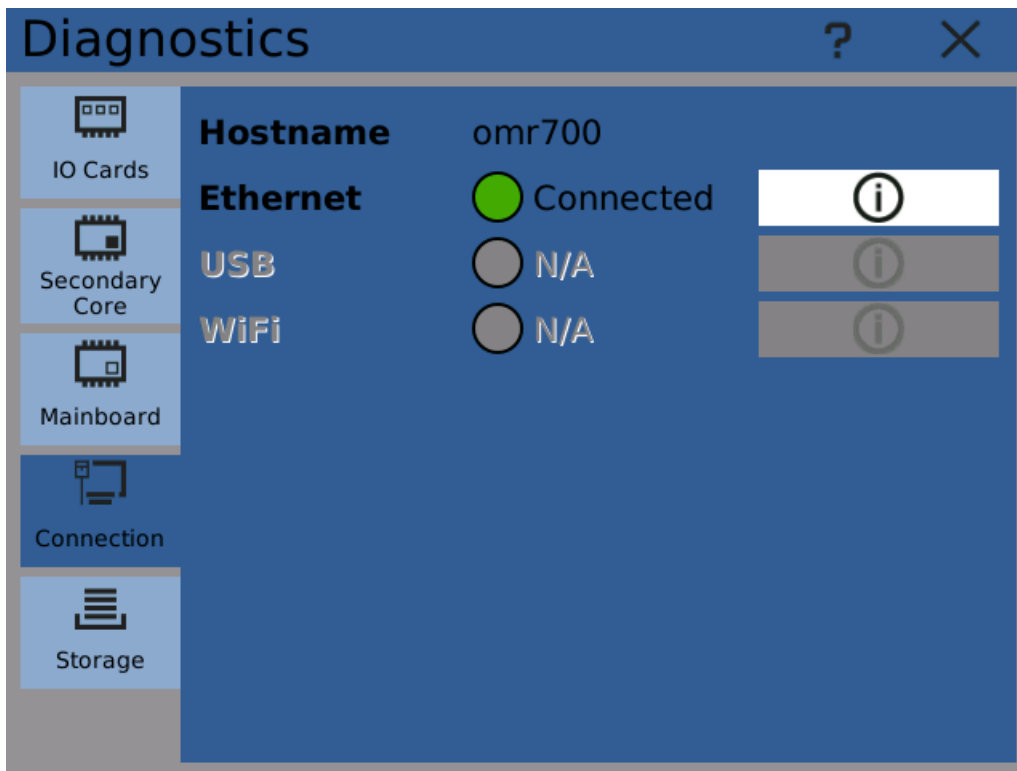 Diagnostics ?
IO Cards
Secondary
Core
Mainboard
Connection
Storage
Hostname omr700
Ethernet Connected
USB N/A
WiFi N/A